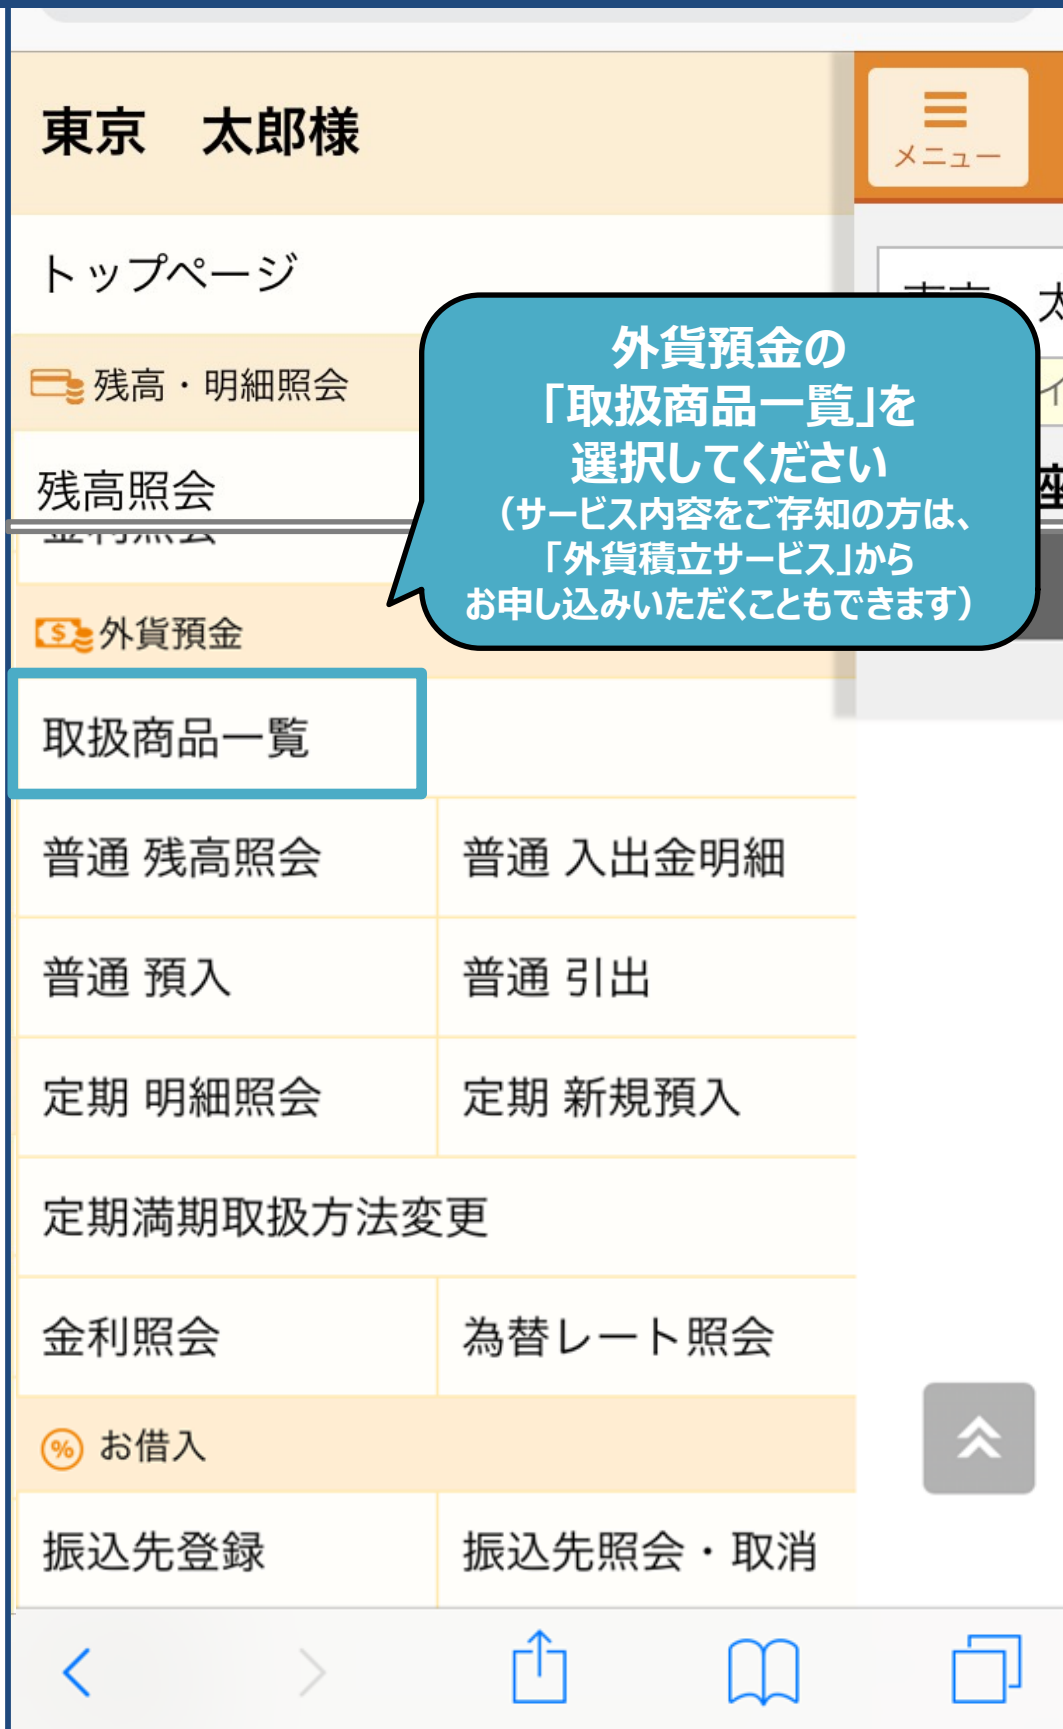 東京　太郎様
メニュー
トップページ
残高・明細照会
残高照会
外貨預金の
「取扱商品一覧」を
選択してください
（サービス内容をご存知の方は、
「外貨積立サービス」から
お申し込みいただくこともできます）
金利照会
外貨預金
取扱商品一覧
普通 残高照会
普通 入出金明細
普通 預入
普通 引出
定期 明細照会
定期 新規預入
定期満期取扱方法変更
金利照会
為替レート照会
お借入
振込先登録
振込先照会・取消